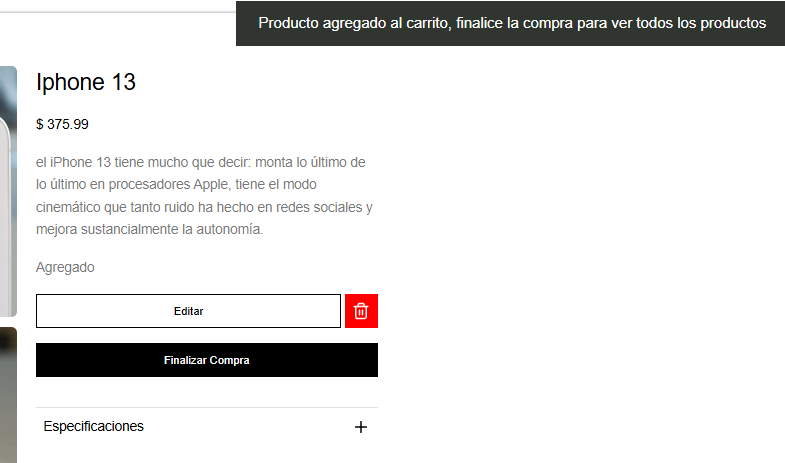 Producto agregado al carrito, finalice la compra para ver todos los productos
Iphone 13
$ 375.99
el iPhone 13 tiene mucho que decir: monta lo último de
lo último en procesadores Apple, tiene el modo
cinemático que tanto ruido ha hecho en redes sociales y
mejora sustancialmente la autonomía.
Agregado
Editar
Finalizar Compra
Especificaciones